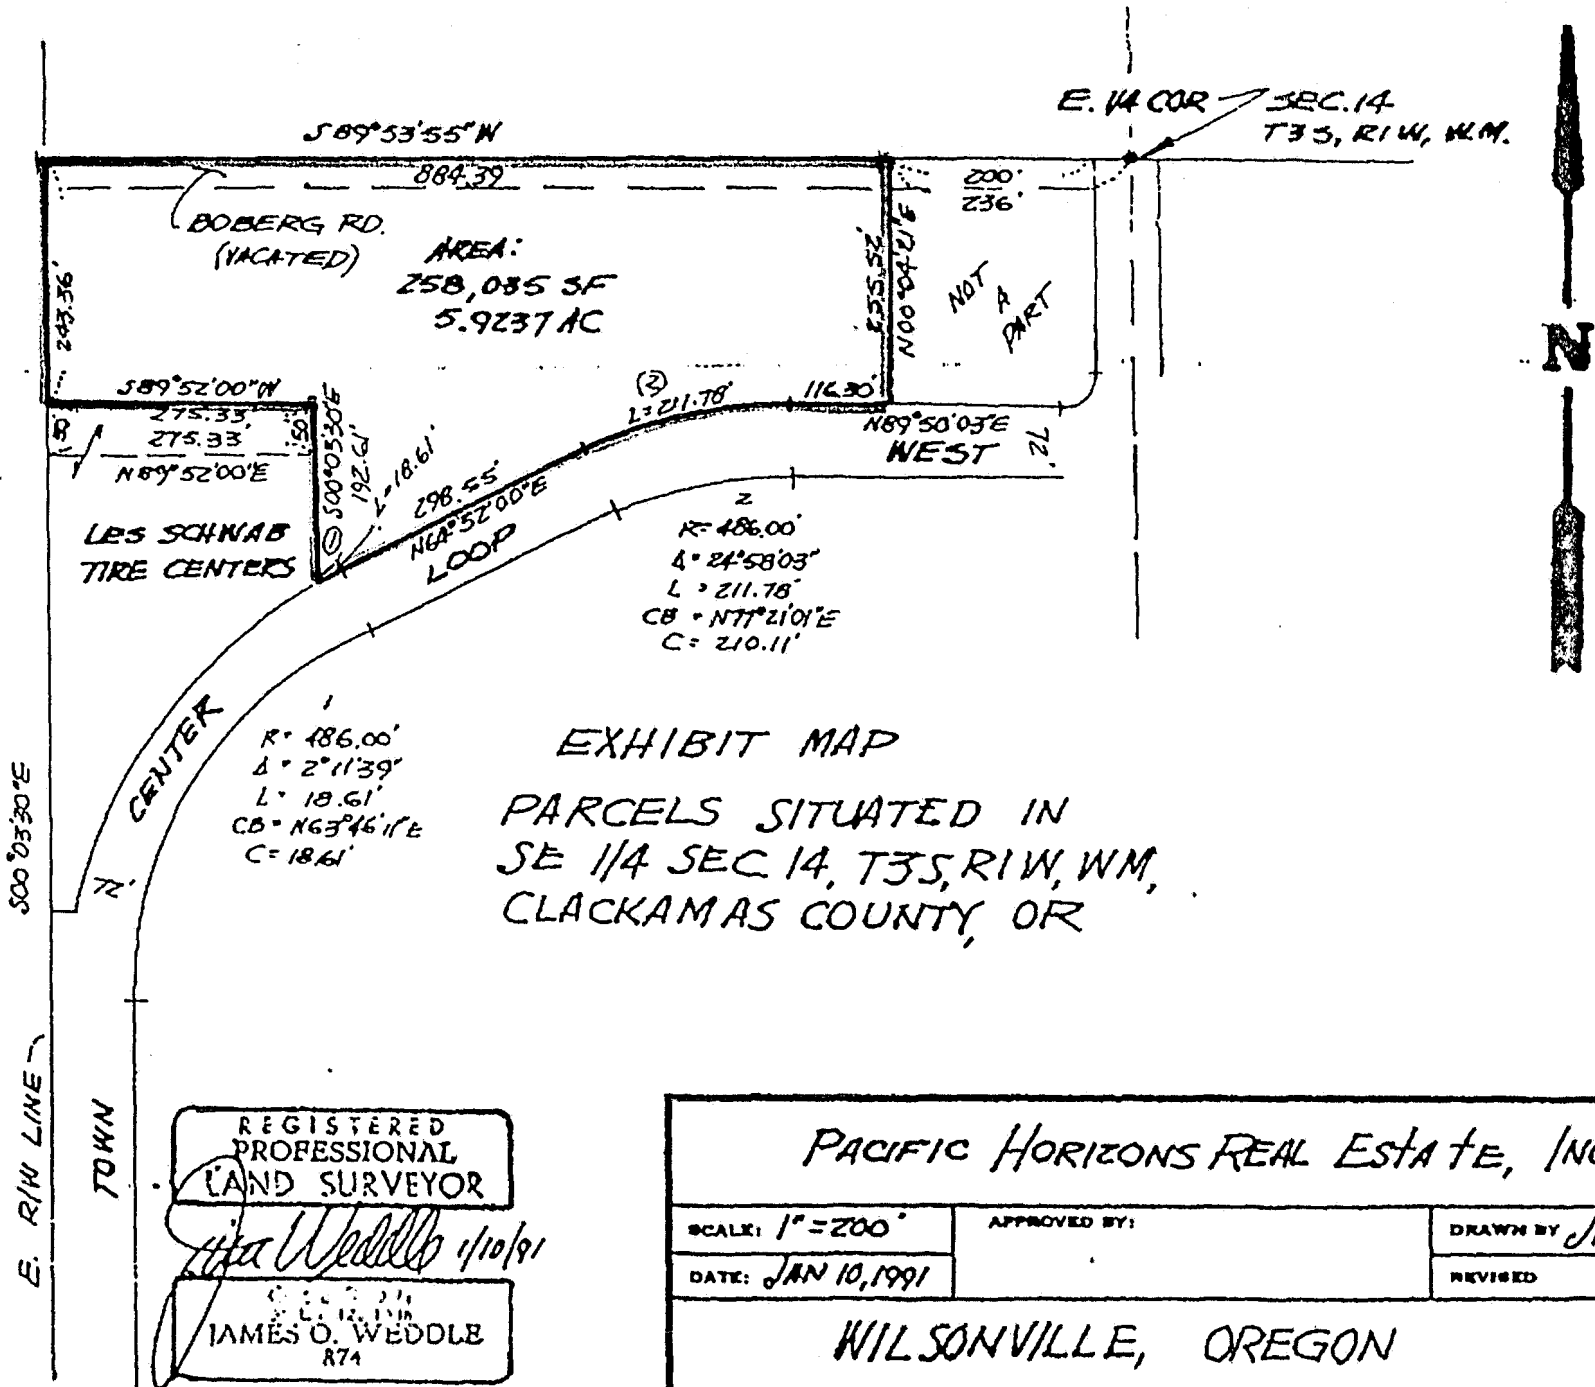 E. 1/4 COR
SEC. 14
T3S, R1W, W.M.
S89°53'55"W
884.39
BOBERG RD.
(VACATED)
AREA:
258,035 SF
5.9237 AC
243.36'
255.52'
N00°04'21"E
200'
236'
NOT
A
PART
N
S89°52'00"W
275.33'
275.33'
N89°52'00"E
50'
50'
S00°03'30"E
192.61'
L=18.61'
298.55'
N64°52'00"E
(2)
L=211.78'
116.30'
N89°50'03"E
WEST
72'
LES SCHWAB
TIRE CENTERS
LOOP
2
R=486.00'
Δ=24°58'03"
L=211.78'
CB=N77°21'01"E
C=210.11'
1
R=486.00'
Δ=2°11'39"
L=18.61'
CB=N63°46'11"E
C=18.61'
CENTER
72'
S00°03'30"E
E. R/W LINE
TOWN
EXHIBIT MAP
PARCELS SITUATED IN
SE 1/4 SEC. 14, T3S, R1W, WM,
CLACKAMAS COUNTY, OR
REGISTERED
PROFESSIONAL
LAND SURVEYOR
1/10/91
JAMES O. WEDDLE
874
PACIFIC HORIZONS REAL ESTATE, INC
SCALE: 1"=200'
APPROVED BY:
DRAWN BY
DATE: JAN 10, 1991
REVISED
WILSONVILLE, OREGON